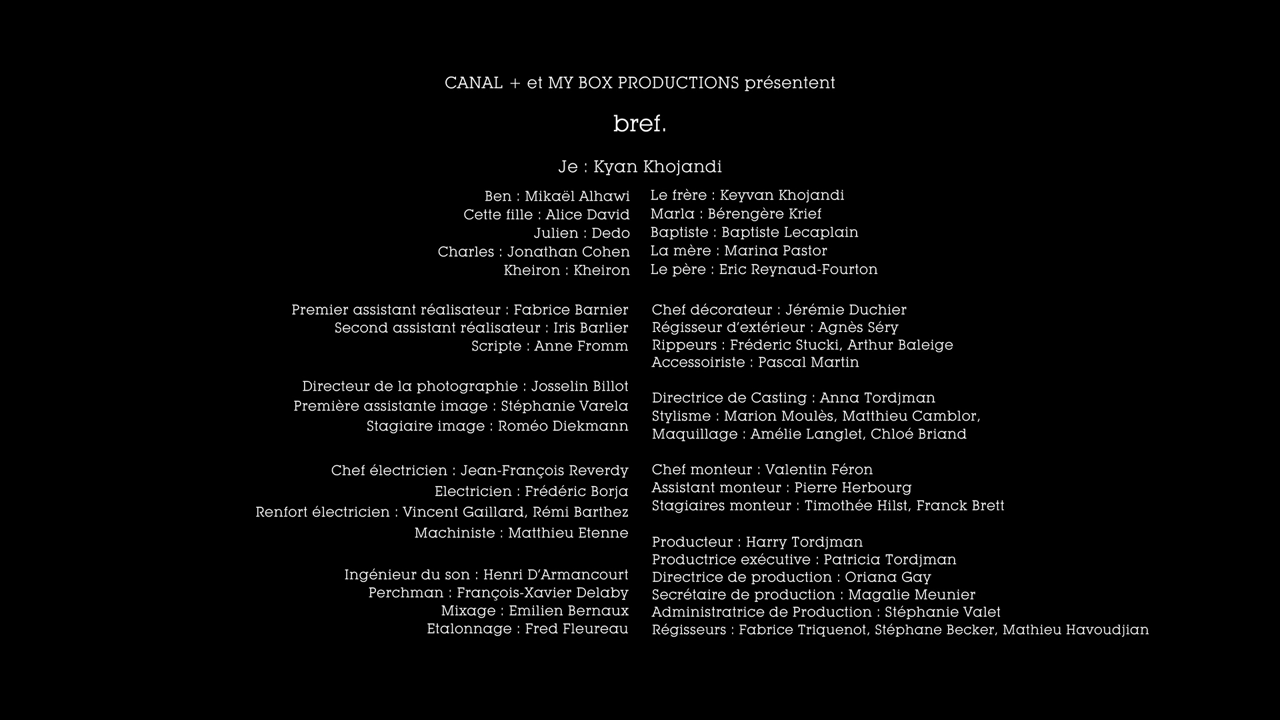 CANAL + et MY BOX PRODUCTIONS présentent
bref.
Je : Kyan Khojandi
Ben : Mikaël Alhawi
Cette fille : Alice David
Julien : Dedo
Charles : Jonathan Cohen
Kheiron : Kheiron
Le frère : Keyvan Khojandi
Marla : Bérengère Krief
Baptiste : Baptiste Lecaplain
La mère : Marina Pastor
Le père : Eric Reynaud-Fourton
Premier assistant réalisateur : Fabrice Barnier
Second assistant réalisateur : Iris Barlier
Scripte : Anne Fromm
Directeur de la photographie : Josselin Billot
Première assistante image : Stéphanie Varela
Stagiaire image : Roméo Diekmann
Chef électricien : Jean-François Reverdy
Electricien : Frédéric Borja
Renfort électricien : Vincent Gaillard, Rémi Barthez
Machiniste : Matthieu Etenne
Ingénieur du son : Henri D'Armancourt
Perchman : François-Xavier Delaby
Mixage : Emilien Bernaux
Etalonnage : Fred Fleureau
Chef décorateur : Jérémie Duchier
Régisseur d'extérieur : Agnès Séry
Rippeurs : Fréderic Stucki, Arthur Baleige
Accessoiriste : Pascal Martin
Directrice de Casting : Anna Tordjman
Stylisme : Marion Moulès, Matthieu Camblor,
Maquillage : Amélie Langlet, Chloé Briand
Chef monteur : Valentin Féron
Assistant monteur : Pierre Herbourg
Stagiaires monteur : Timothée Hilst, Franck Brett
Producteur : Harry Tordjman
Productrice exécutive : Patricia Tordjman
Directrice de production : Oriana Gay
Secrétaire de production : Magalie Meunier
Administratrice de Production : Stéphanie Valet
Régisseurs : Fabrice Triquenot, Stéphane Becker, Mathieu Havoudjian